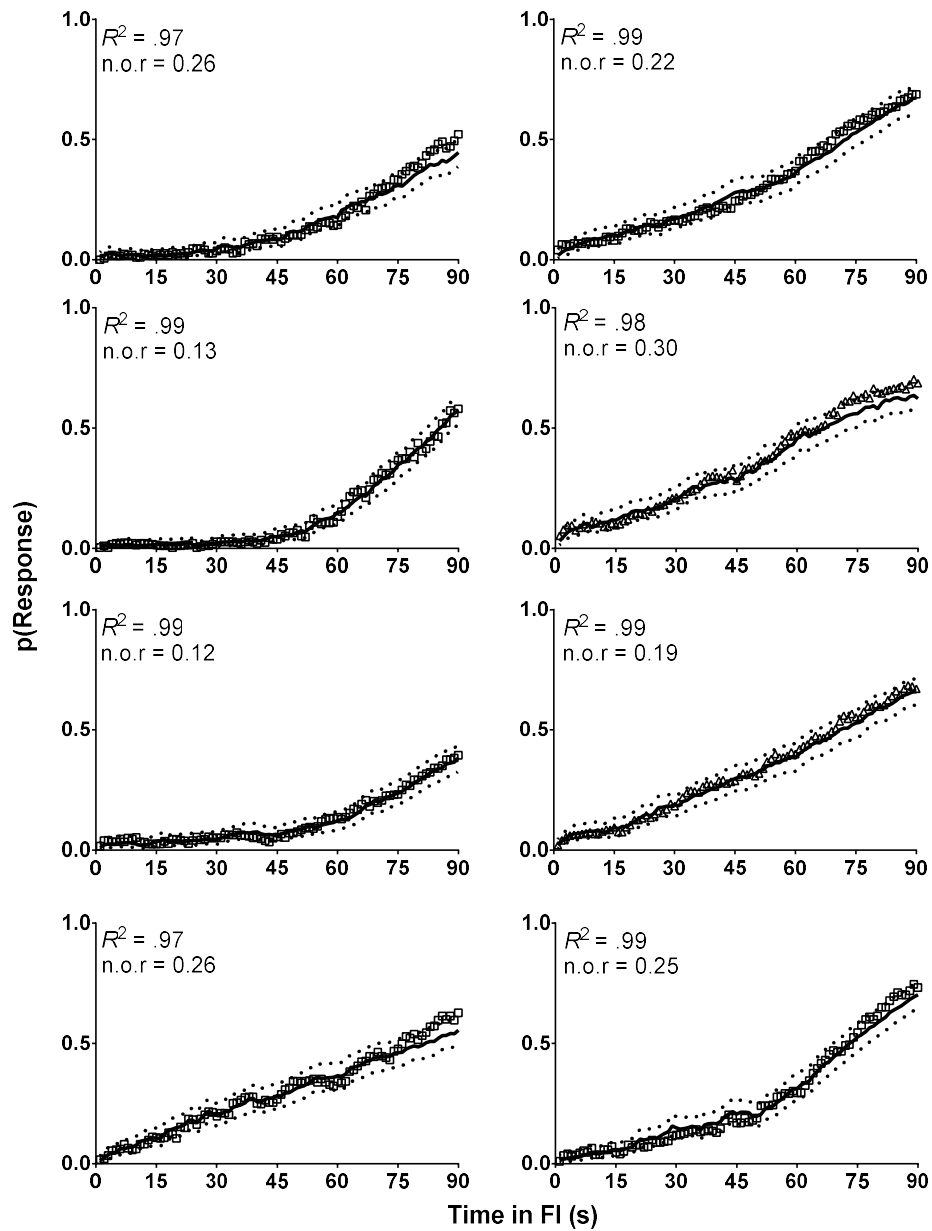 R² = .97
n.o.r = 0.26
1.0
0.5
0.0
0 15 30 45 60 75 90
R² = .99
n.o.r = 0.22
1.0
0.5
0.0
0 15 30 45 60 75 90
R² = .99
n.o.r = 0.13
1.0
0.5
0.0
0 15 30 45 60 75 90
R² = .98
n.o.r = 0.30
1.0
0.5
0.0
0 15 30 45 60 75 90
p(Response)
R² = .99
n.o.r = 0.12
1.0
0.5
0.0
0 15 30 45 60 75 90
R² = .99
n.o.r = 0.19
1.0
0.5
0.0
0 15 30 45 60 75 90
R² = .97
n.o.r = 0.26
1.0
0.5
0.0
0 15 30 45 60 75 90
R² = .99
n.o.r = 0.25
1.0
0.5
0.0
0 15 30 45 60 75 90
Time in FI (s)